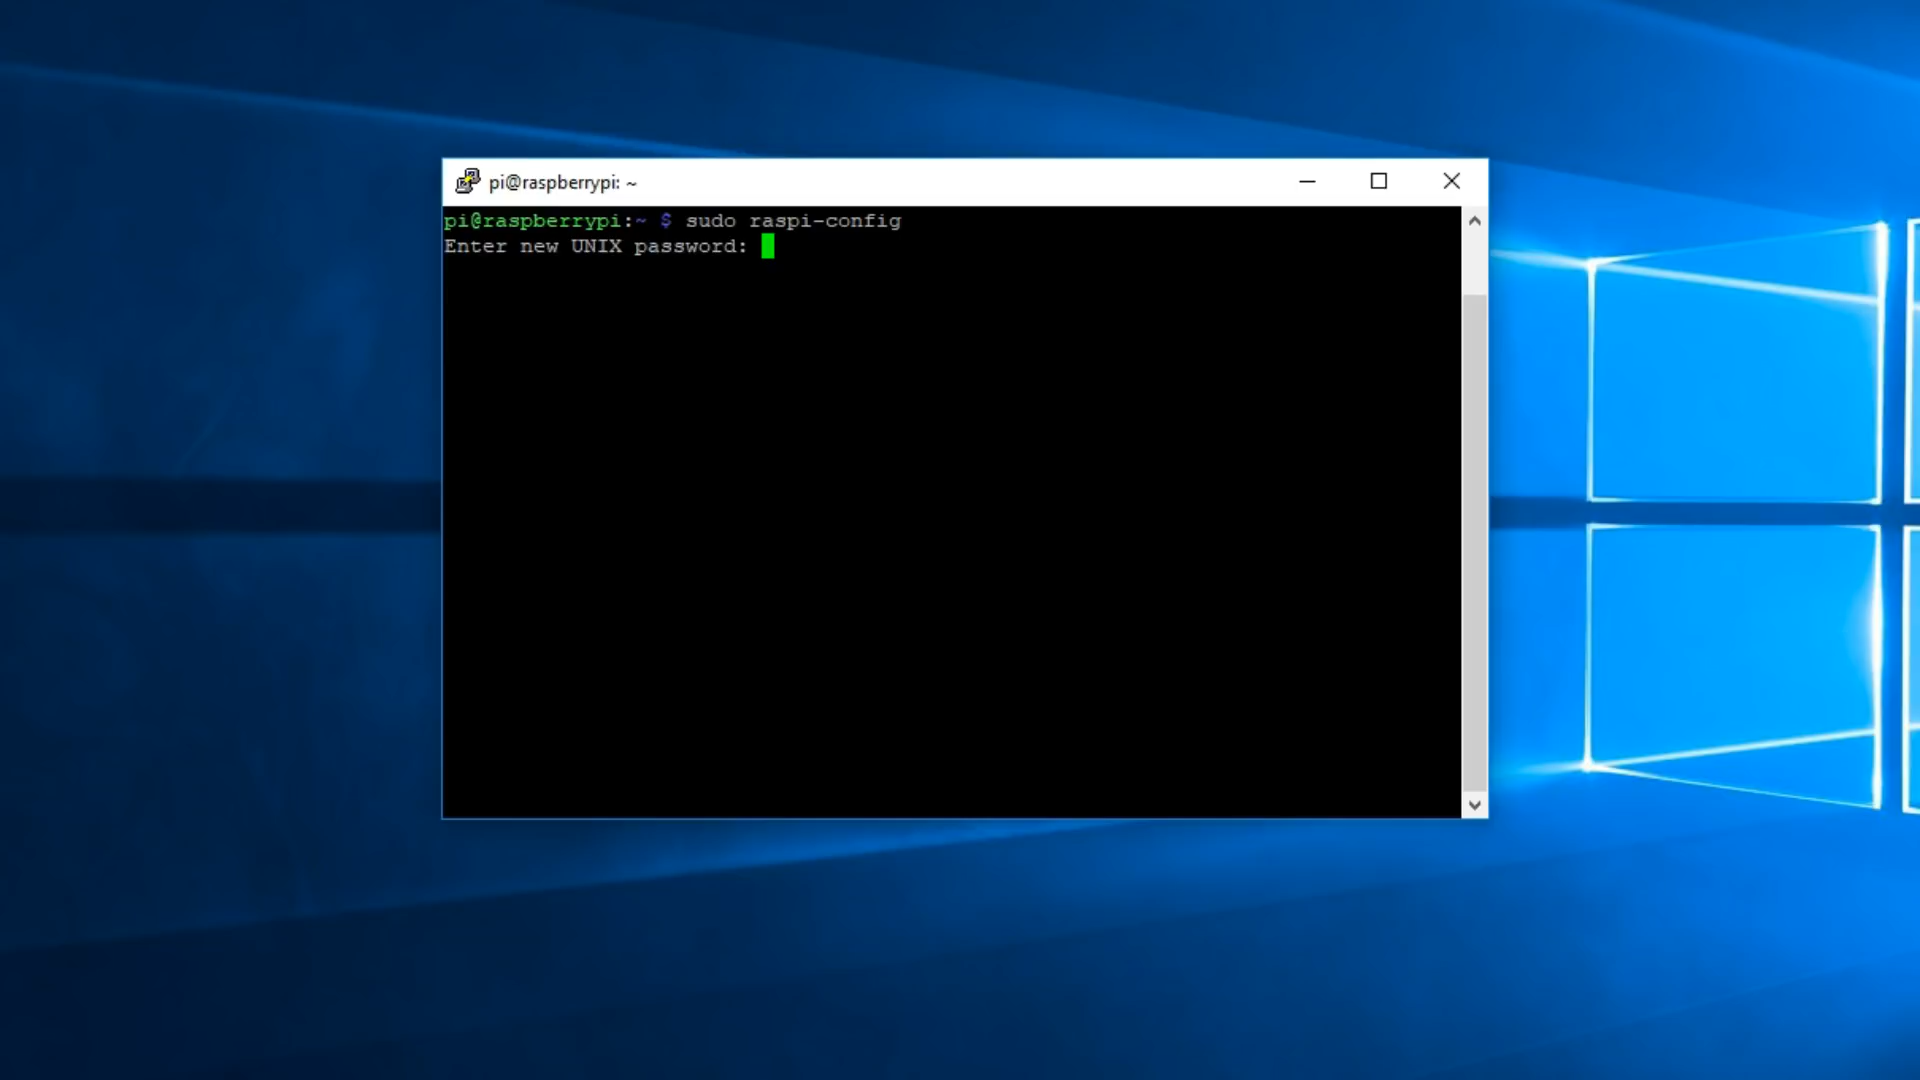 pi@raspberrypi: ~
pi@raspberrypi:~ $ sudo raspi-config
Enter new UNIX password: